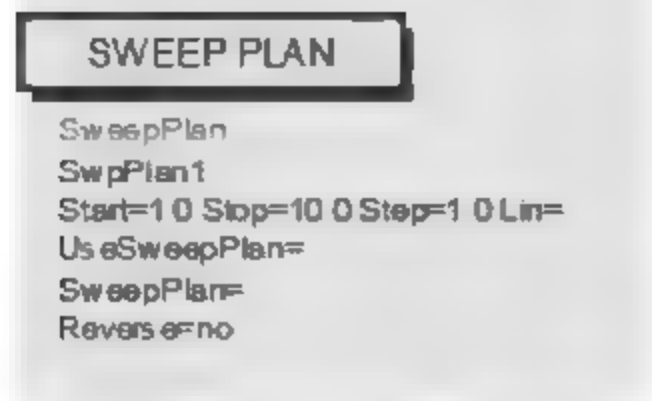 SWEEP PLAN
SweepPlan
SwpPlan1
Start=1 0 Stop=10 0 Step=1 0 Lin=
UseSweepPlan=
SweepPlan=
Reverse=no